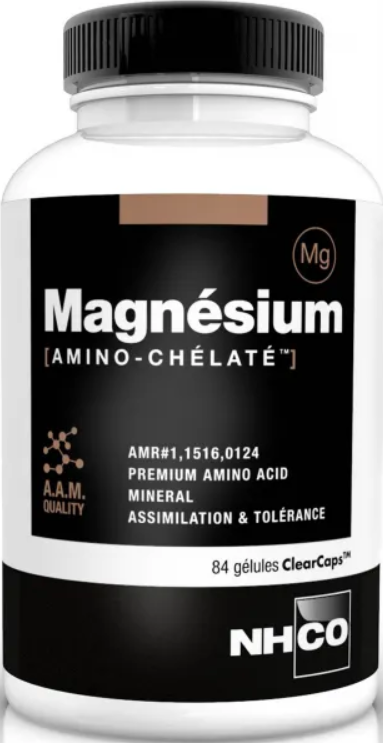 Mg
Magnésium
[AMINO-CHÉLATÉ™]
AMR#1,1516,0124
PREMIUM AMINO ACID
MINERAL
ASSIMILATION & TOLÉRANCE
A.A.M.
QUALITY
84 gélules ClearCaps™
NHCO